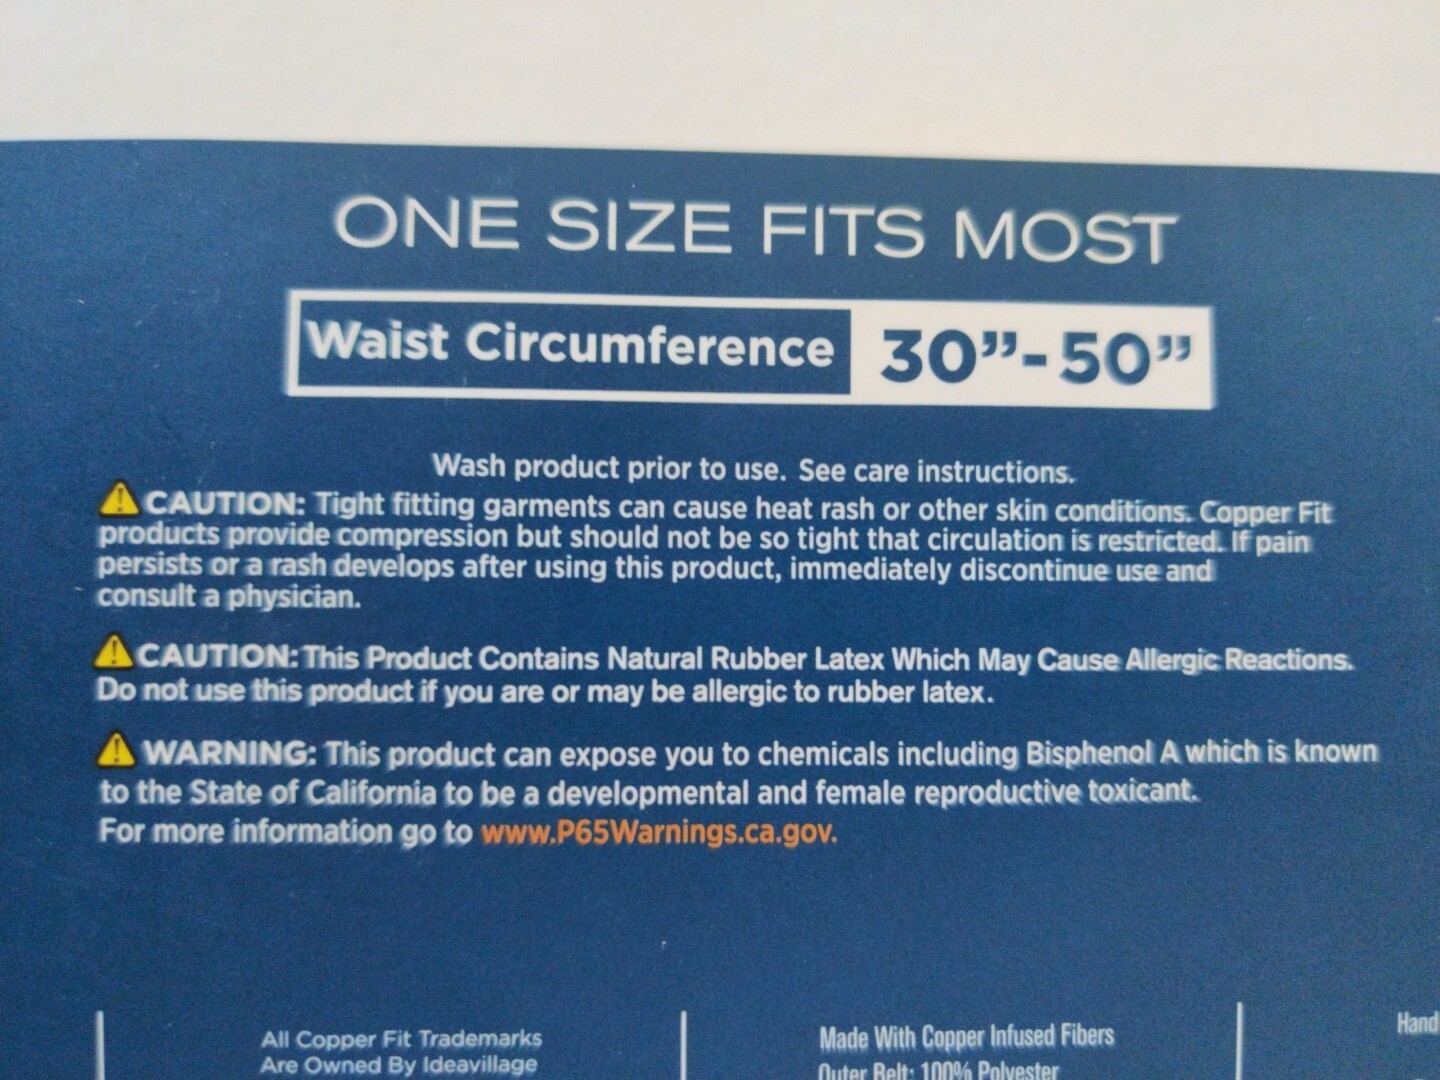 ONE SIZE FITS MOST
Waist Circumference 30”-50”
Wash product prior to use. See care instructions.
CAUTION: Tight fitting garments can cause heat rash or other skin conditions. Copper Fit
products provide compression but should not be so tight that circulation is restricted. If pain
persists or a rash develops after using this product, immediately discontinue use and
consult a physician.
CAUTION: This Product Contains Natural Rubber Latex Which May Cause Allergic Reactions.
Do not use this product if you are or may be allergic to rubber latex.
WARNING: This product can expose you to chemicals including Bisphenol A which is known
to the State of California to be a developmental and female reproductive toxicant.
For more information go to www.P65Warnings.ca.gov.
All Copper Fit Trademarks
Are Owned By Ideavillage
Made With Copper Infused Fibers
Outer Belt: 100% Polyester
Hand